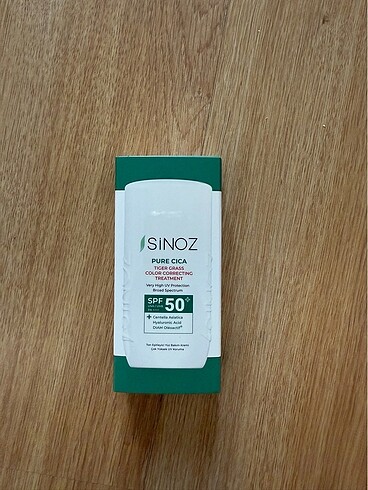 SINOZ
PURE CICA
TIGER GRASS
COLOR CORRECTING
TREATMENT
Very High UV Protection
Broad Spectrum
SPF 50+
+ Centella Asiatica
Hyaluronic Acid